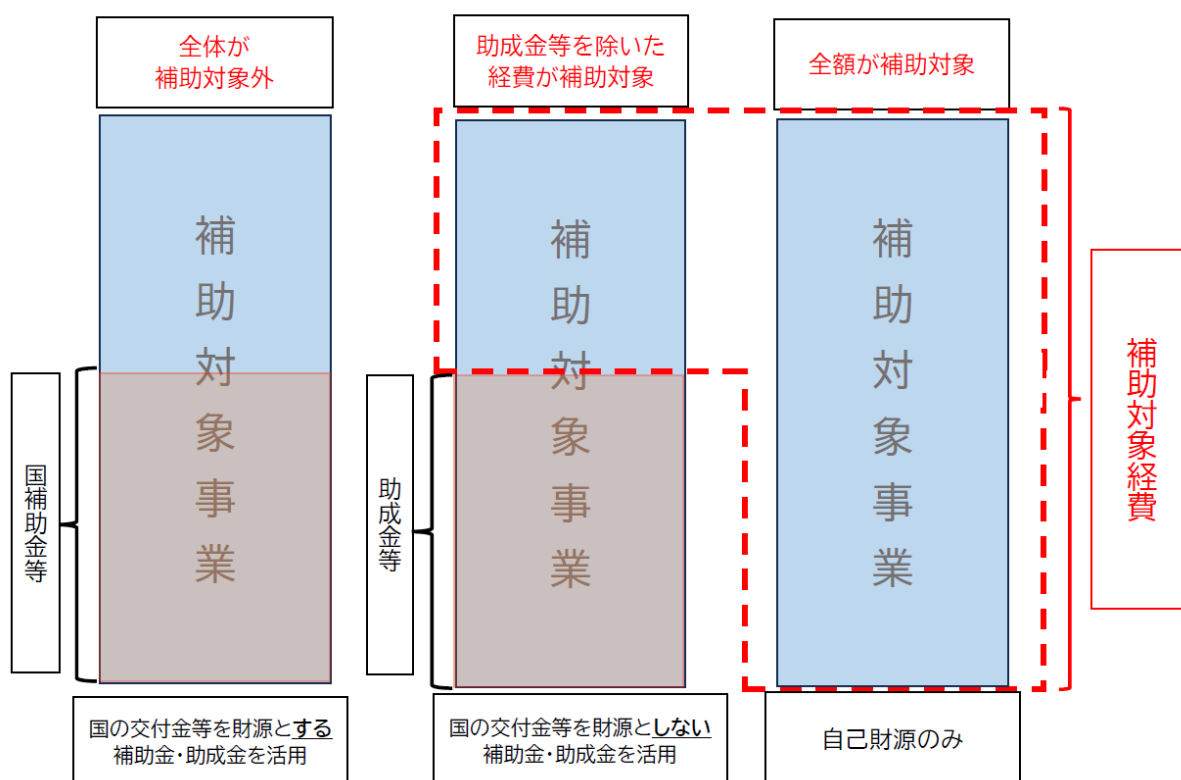 全体が
補助対象外
助成金等を除いた
経費が補助対象
全額が補助対象
補助対象事業
補助対象事業
補助対象事業
国補助金等
助成金等
補助対象経費
国の交付金等を財源とする
補助金・助成金を活用
国の交付金等を財源としない
補助金・助成金を活用
自己財源のみ